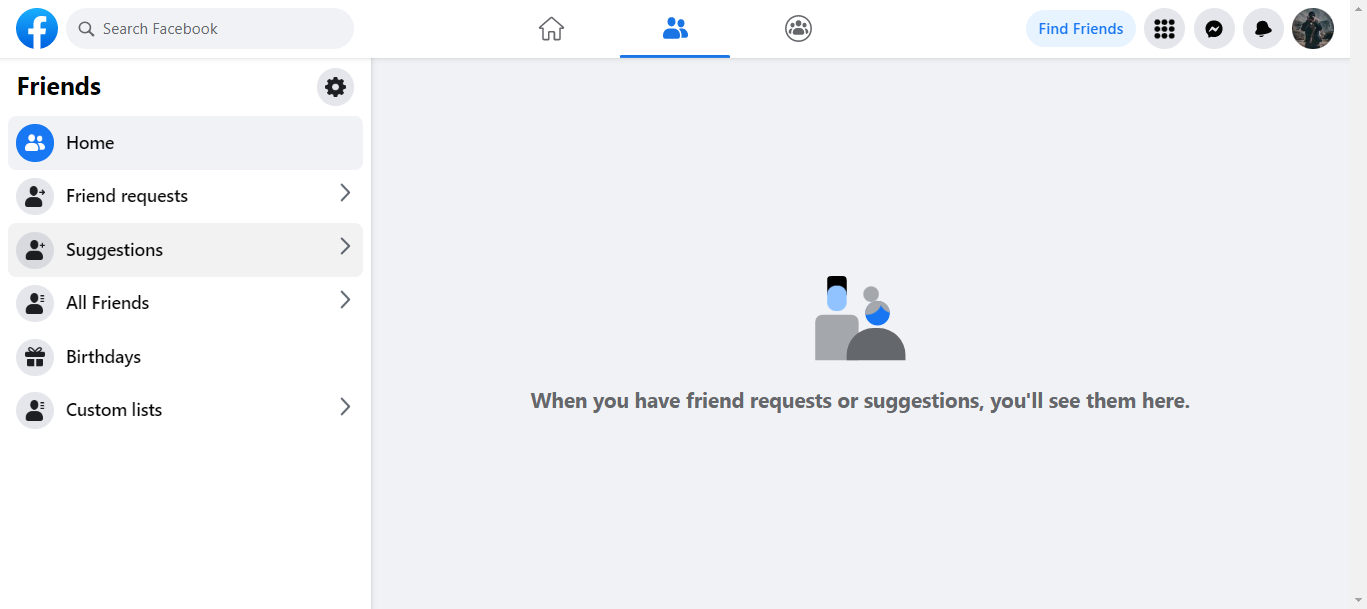 Search Facebook
Find Friends
Friends
Home
Friend requests
Suggestions
All Friends
Birthdays
Custom lists
When you have friend requests or suggestions, you'll see them here.